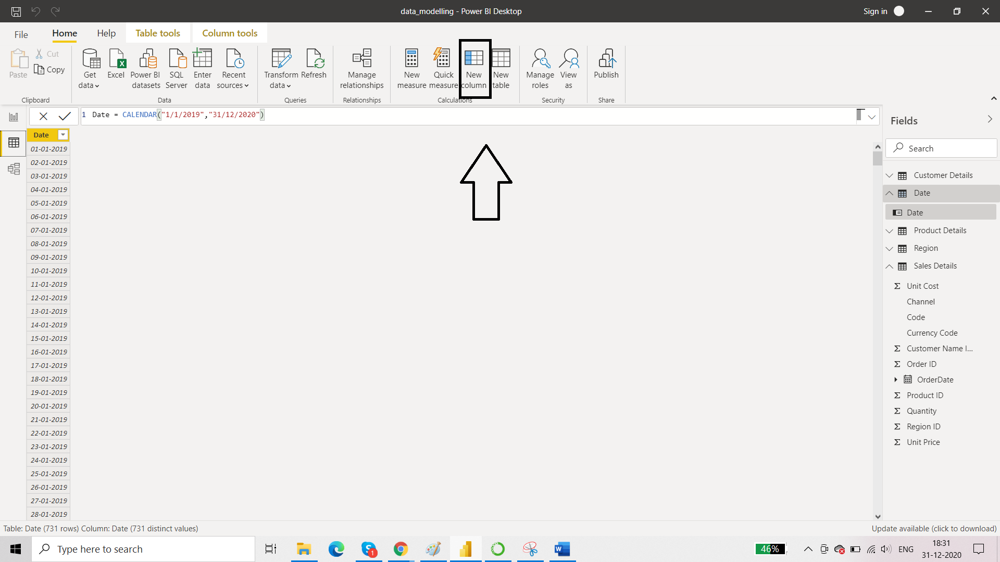 data_modelling - Power BI Desktop
Sign in
File Home Help Table tools Column tools
Paste
Cut
Copy
Clipboard
Get data
Excel
Power BI datasets
SQL Server
Enter data
Recent sources
Data
Transform data
Refresh
Queries
Manage relationships
Relationships
New measure
Quick measure
New column
New table
Calculations
Manage roles
View as
Security
Publish
Share
1 Date = CALENDAR("1/1/2019","31/12/2020")
Date
01-01-2019
02-01-2019
03-01-2019
04-01-2019
05-01-2019
06-01-2019
07-01-2019
08-01-2019
09-01-2019
10-01-2019
11-01-2019
12-01-2019
13-01-2019
14-01-2019
15-01-2019
16-01-2019
17-01-2019
18-01-2019
19-01-2019
20-01-2019
21-01-2019
22-01-2019
23-01-2019
24-01-2019
25-01-2019
26-01-2019
27-01-2019
28-01-2019
Fields
Search
Customer Details
Date
Date
Product Details
Region
Sales Details
Unit Cost
Channel
Code
Currency Code
Customer Name I...
Order ID
OrderDate
Product ID
Quantity
Region ID
Unit Price
Table: Date (731 rows) Column: Date (731 distinct values)
Update available (click to download)
Type here to search
1
46%
ENG
18:31
31-12-2020